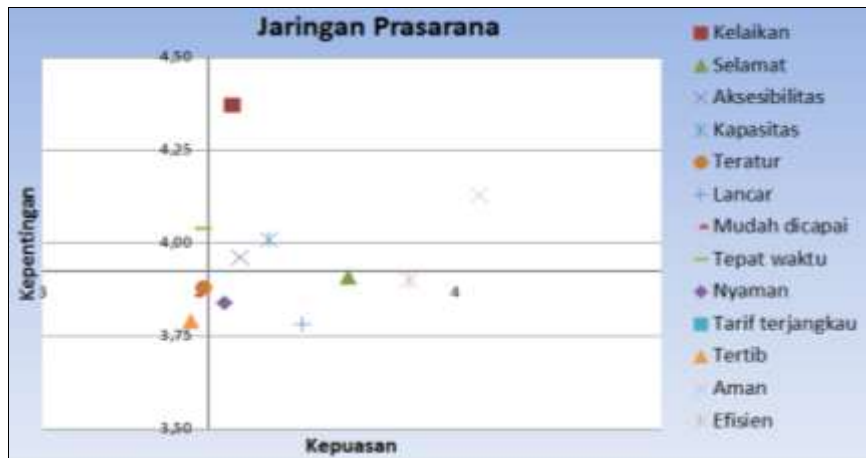 Jaringan Prasarana
4,50
4,25
4,00
3,75
3,50
3
4
Kepentingan
Kepuasan
Kelaikan
Selamat
Aksesibilitas
Kapasitas
Teratur
Lancar
Mudah dicapai
Tepat waktu
Nyaman
Tarif terjangkau
Tertib
Aman
Efisien